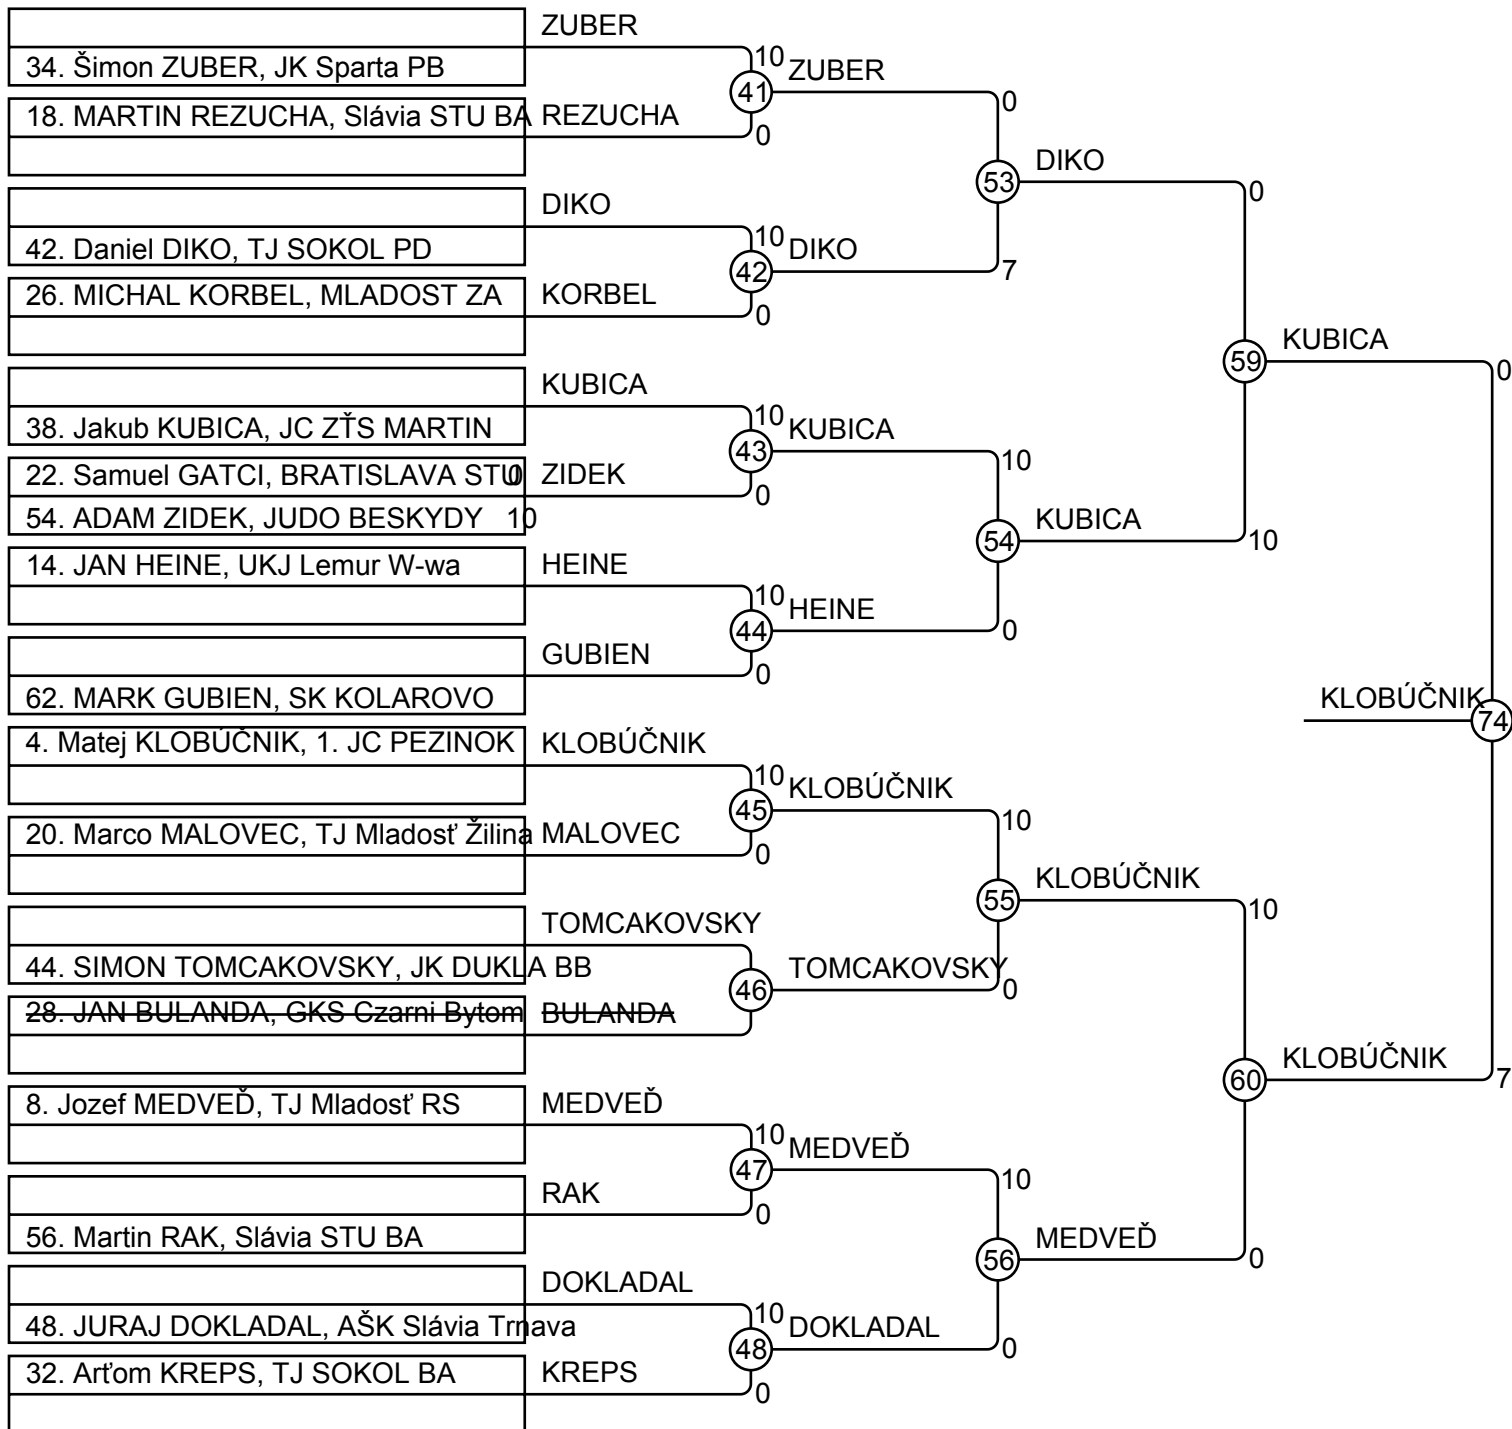 ZUBER
34. Šimon ZUBER, JK Sparta PB
10
ZUBER
41
18. MARTIN REZUCHA, Slávia STU BA
REZUCHA
0
0
DIKO
53
DIKO
42. Daniel DIKO, TJ SOKOL PD
10
DIKO
42
7
0
26. MICHAL KORBEL, MLADOST ZA
KORBEL
0
KUBICA
59
0
KUBICA
38. Jakub KUBICA, JC ZŤS MARTIN
10
KUBICA
43
10
22. Samuel GATCI, BRATISLAVA STU
0
ZIDEK
0
54. ADAM ZIDEK, JUDO BESKYDY
10
KUBICA
54
10
14. JAN HEINE, UKJ Lemur W-wa
HEINE
10
HEINE
44
0
GUBIEN
0
62. MARK GUBIEN, SK KOLAROVO
KLOBÚČNIK
74
4. Matej KLOBÚČNIK, 1. JC PEZINOK
KLOBÚČNIK
10
KLOBÚČNIK
45
10
20. Marco MALOVEC, TJ Mladosť Žilina
MALOVEC
0
KLOBÚČNIK
55
10
TOMCAKOVSKY
44. SIMON TOMCAKOVSKY, JK DUKLA BB
TOMCAKOVSKY
46
0
28. JAN BULANDA, GKS Czarni Bytom
BULANDA
KLOBÚČNIK
60
7
8. Jozef MEDVEĎ, TJ Mladosť RS
MEDVEĎ
10
MEDVEĎ
47
10
RAK
0
56. Martin RAK, Slávia STU BA
MEDVEĎ
56
0
DOKLADAL
48. JURAJ DOKLADAL, AŠK Slávia Trnava
10
DOKLADAL
48
0
32. Arťom KREPS, TJ SOKOL BA
KREPS
0